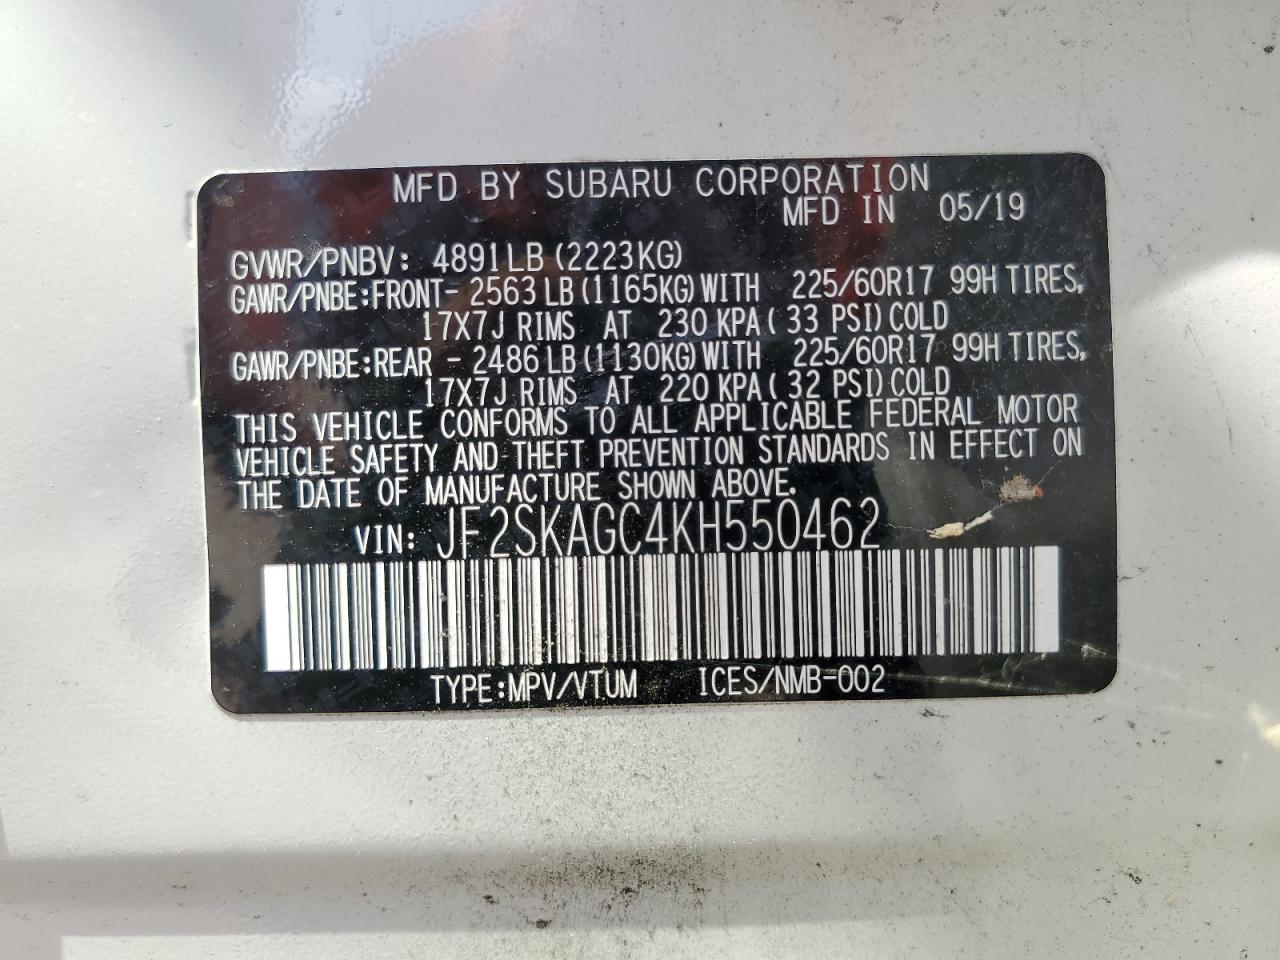 MFD BY SUBARU CORPORATION
MFD IN 05/19
GVWR/PNBV: 4891LB (2223KG)
GAWR/PNBE:FRONT- 2563 LB (1165KG) WITH 225/60R17 99H TIRES,
17X7J RIMS AT 230 KPA ( 33 PSI) COLD
GAWR/PNBE:REAR - 2486 LB (1130KG) WITH 225/60R17 99H TIRES,
17X7J RIMS AT 220 KPA ( 32 PSI) COLD
THIS VEHICLE CONFORMS TO ALL APPLICABLE FEDERAL MOTOR
VEHICLE SAFETY AND THEFT PREVENTION STANDARDS IN EFFECT ON
THE DATE OF MANUFACTURE SHOWN ABOVE.
VIN: JF2SKAGC4KH550462
TYPE:MPV/VTUM ICES/NMB-002